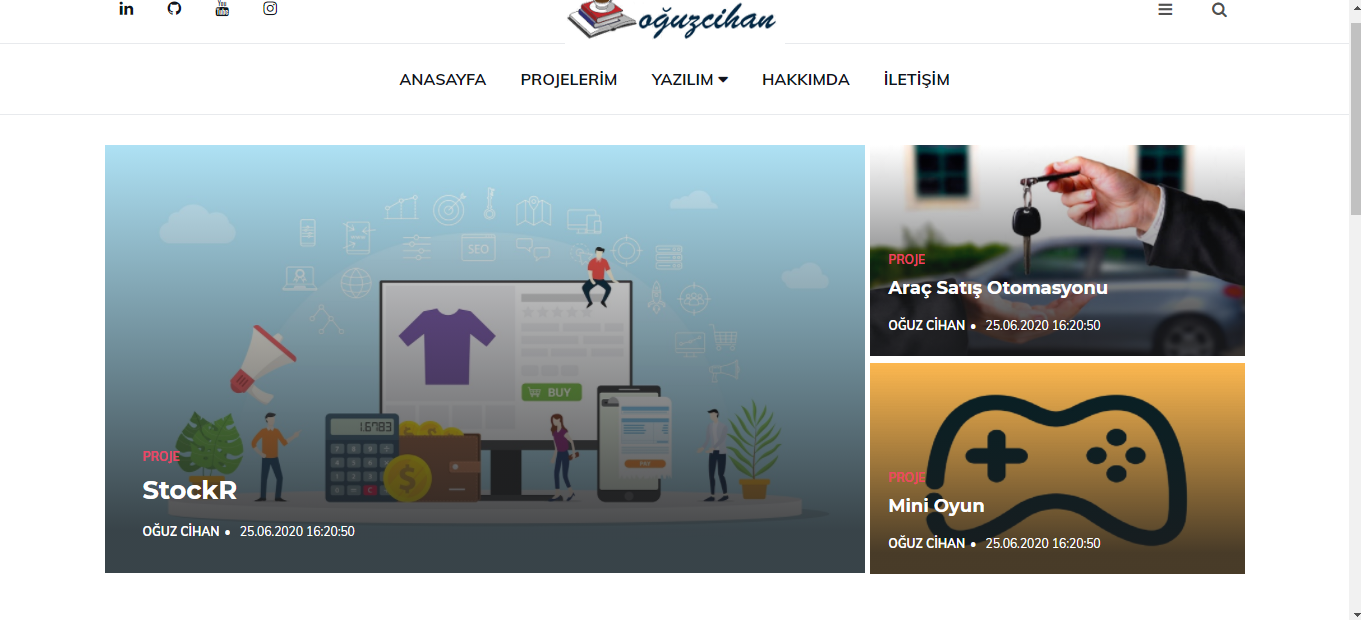 oğuzcihan
ANASAYFA PROJELERİM YAZILIM HAKKIMDA İLETİŞİM
SEO
BUY
1.6783
PAY
PROJE
StockR
OĞUZ CİHAN • 25.06.2020 16:20:50
PROJE
Araç Satış Otomasyonu
OĞUZ CİHAN • 25.06.2020 16:20:50
PROJE
Mini Oyun
OĞUZ CİHAN • 25.06.2020 16:20:50